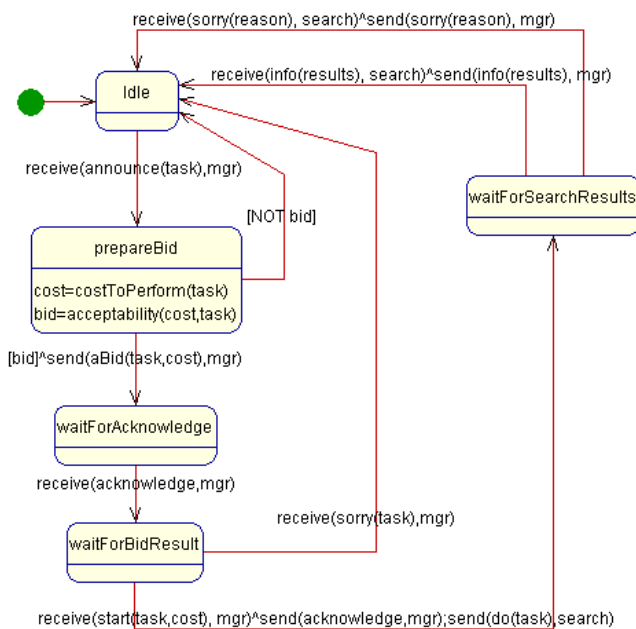 receive(sorry(reason), search)^send(sorry(reason), mgr)
receive(info(results), search)^send(info(results), mgr)
Idle
receive(announce(task),mgr)
waitForSearchResults
[NOT bid]
prepareBid
cost=costToPerform(task)
bid=acceptability(cost,task)
[bid]^send(aBid(task,cost),mgr)
waitForAcknowledge
receive(acknowledge,mgr)
receive(sorry(task),mgr)
waitForBidResult
receive(start(task,cost), mgr)^send(acknowledge,mgr);send(do(task),search)